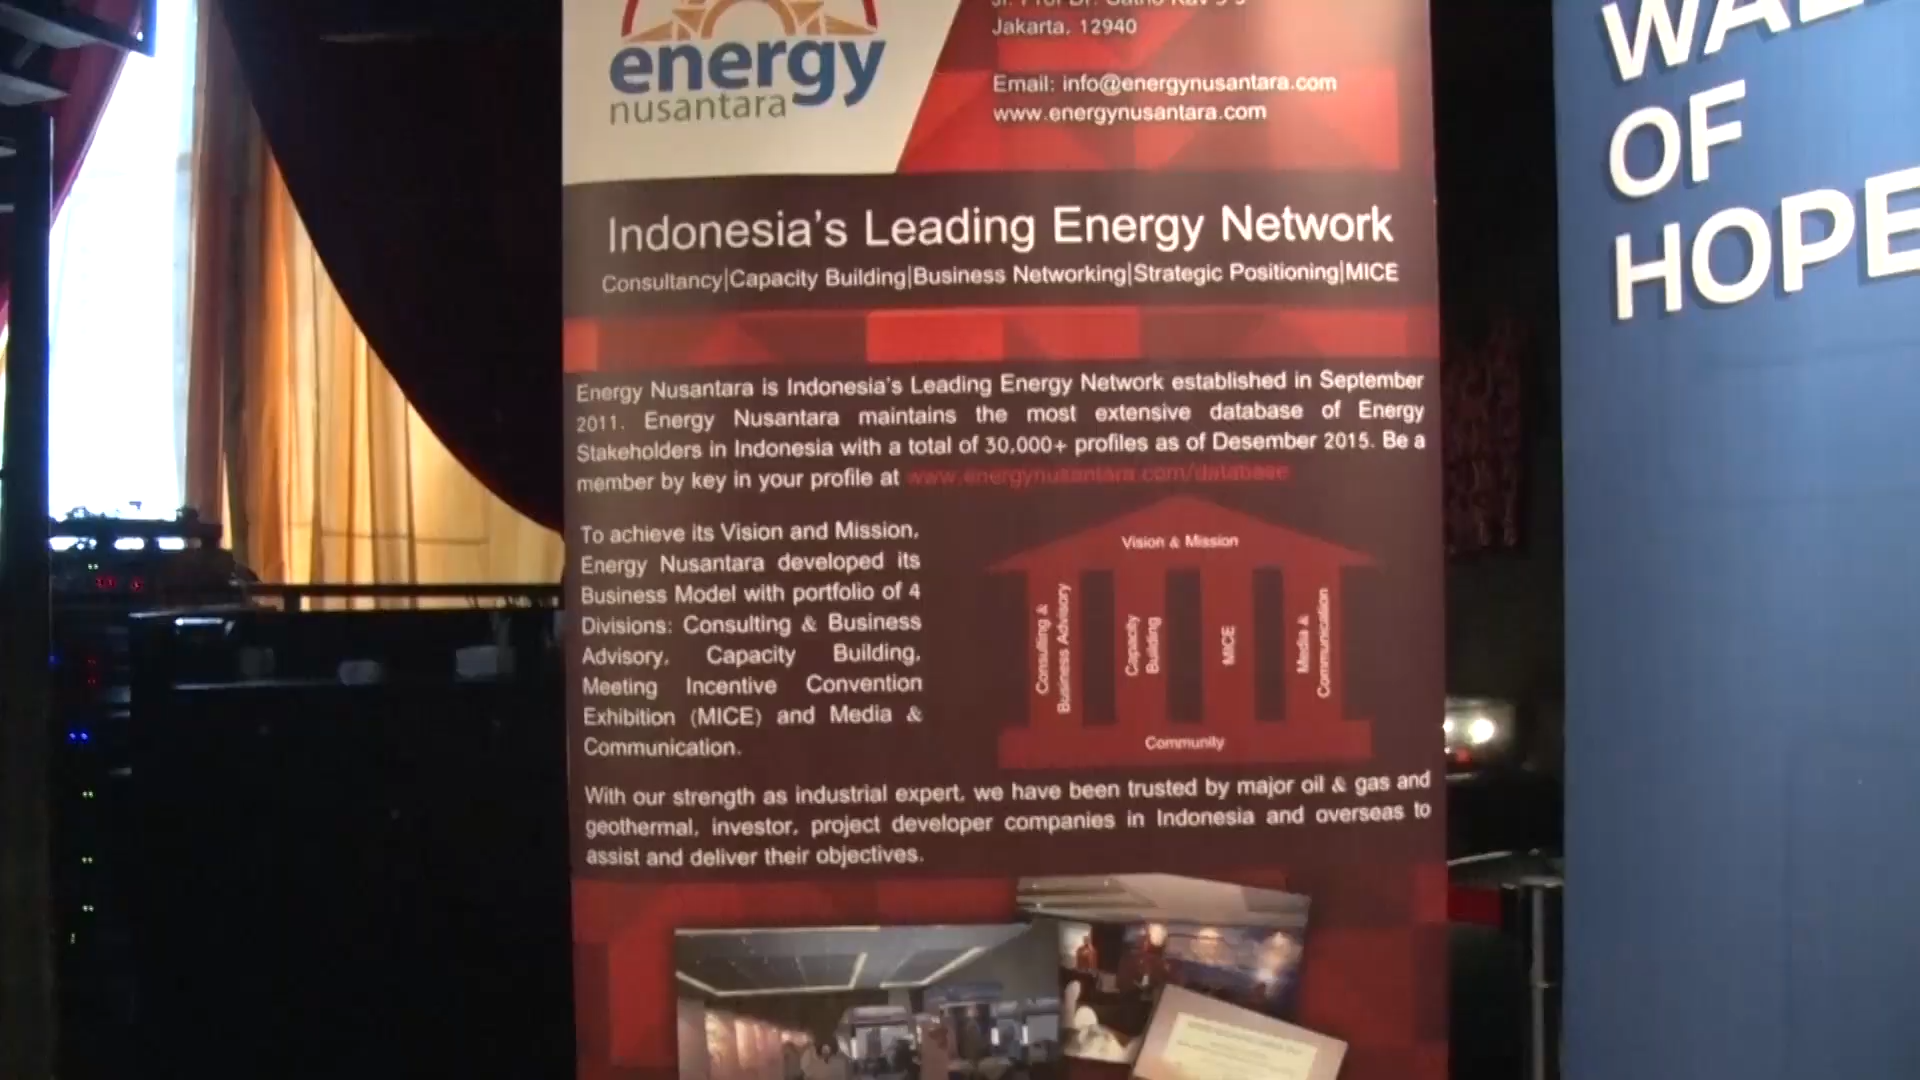 energy
nusantara
Jakarta, 12940
Email: info@energynusantara.com
www.energynusantara.com
Indonesia's Leading Energy Network
Consultancy|Capacity Building|Business Networking|Strategic Positioning|MICE
Energy Nusantara is Indonesia's Leading Energy Network established in September
2011. Energy Nusantara maintains the most extensive database of Energy
Stakeholders in Indonesia with a total of 30,000+ profiles as of Desember 2015. Be a
member by key in your profile at www.energynusantara.com/database
To achieve its Vision and Mission,
Energy Nusantara developed its
Business Model with portfolio of 4
Divisions: Consulting & Business
Advisory, Capacity Building,
Meeting Incentive Convention
Exhibition (MICE) and Media &
Communication.
Vision & Mission
Consulting &
Business Advisory
Capacity
Building
MICE
Media &
Communication
Community
With our strength as industrial expert, we have been trusted by major oil & gas and
geothermal, investor, project developer companies in Indonesia and overseas to
assist and deliver their objectives.
OF
HOPE